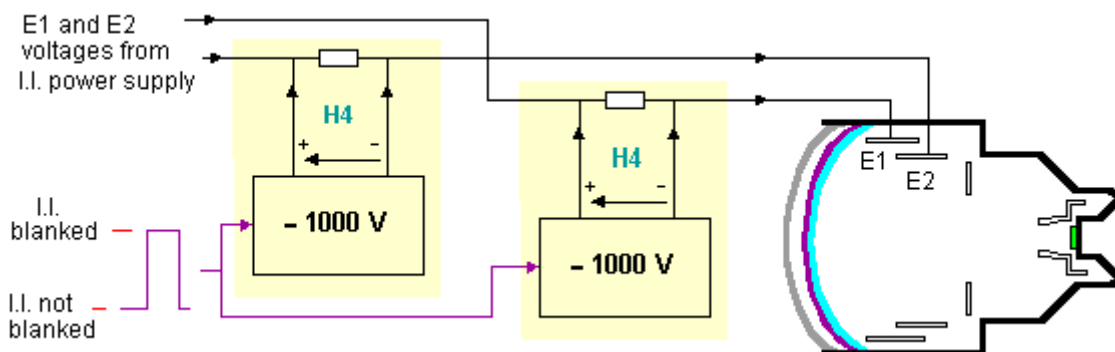 E1 and E2
voltages from
I.I. power supply
H4
+ -
- 1000 V
H4
+ -
- 1000 V
E1
E2
I.I.
blanked
I.I. not
blanked